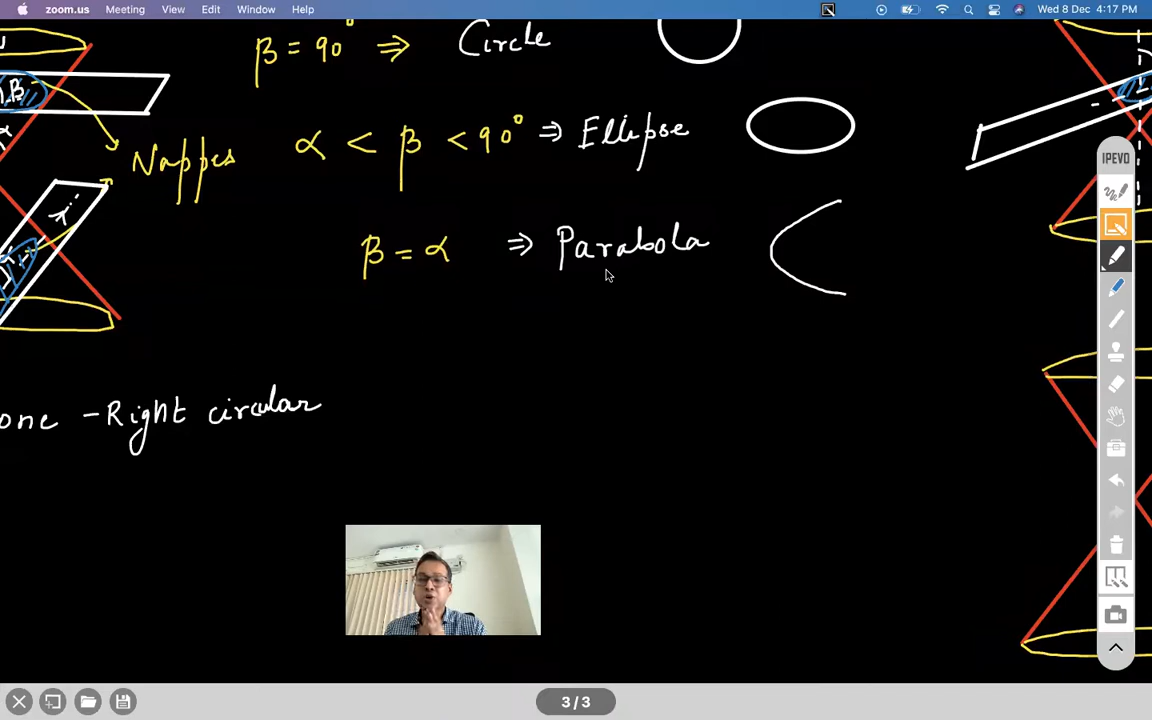 zoom.us Meeting View Edit Window Help Wed 8 Dec 4:17 PM
β = 90° ⇒ Circle
α < β < 90° ⇒ Ellipse
Nappes
β = α ⇒ Parabola
one - Right circular
IPEVO
3 / 3